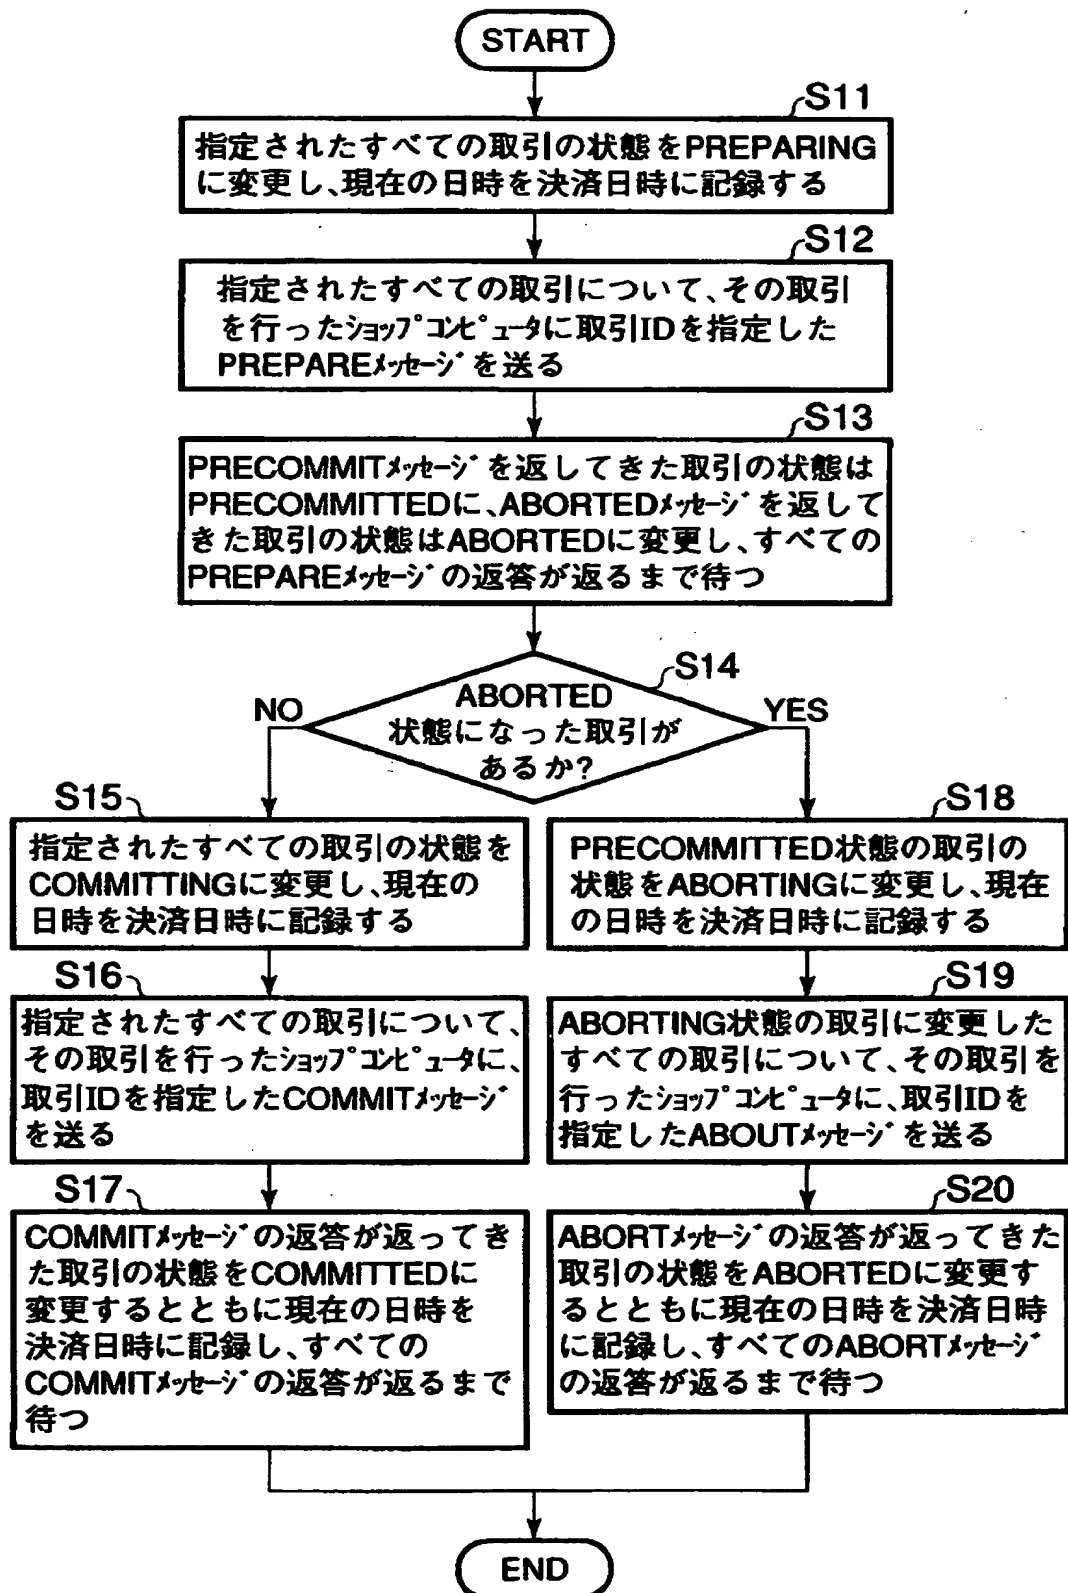 START
S11
指定されたすべての取引の状態をPREPARING
に変更し、現在の日時を決済日時に記録する
S12
指定されたすべての取引について、その取引
を行ったショップコンピュータに取引IDを指定した
PREPAREメッセージを送る
S13
PRECOMMITメッセージを返してきた取引の状態は
PRECOMMITTEDに、ABORTEDメッセージを返して
きた取引の状態はABORTEDに変更し、すべての
PREPAREメッセージの返答が返るまで待つ
S14
ABORTED
状態になった取引が
あるか?
NO
YES
S15
指定されたすべての取引の状態を
COMMITTINGに変更し、現在の
日時を決済日時に記録する
S16
指定されたすべての取引について、
その取引を行ったショップコンピュータに、
取引IDを指定したCOMMITメッセージ
を送る
S17
COMMITメッセージの返答が返ってき
た取引の状態をCOMMITTEDに
変更するとともに現在の日時を
決済日時に記録し、すべての
COMMITメッセージの返答が返るまで
待つ
S18
PRECOMMITTED状態の取引の
状態をABORTINGに変更し、現在
の日時を決済日時に記録する
S19
ABORTING状態の取引に変更した
すべての取引について、その取引を
行ったショップコンピュータに、取引IDを
指定したABOUTメッセージを送る
S20
ABORTメッセージの返答が返ってきた
取引の状態をABORTEDに変更す
るとともに現在の日時を決済日時
に記録し、すべてのABORTメッセージ
の返答が返るまで待つ
END